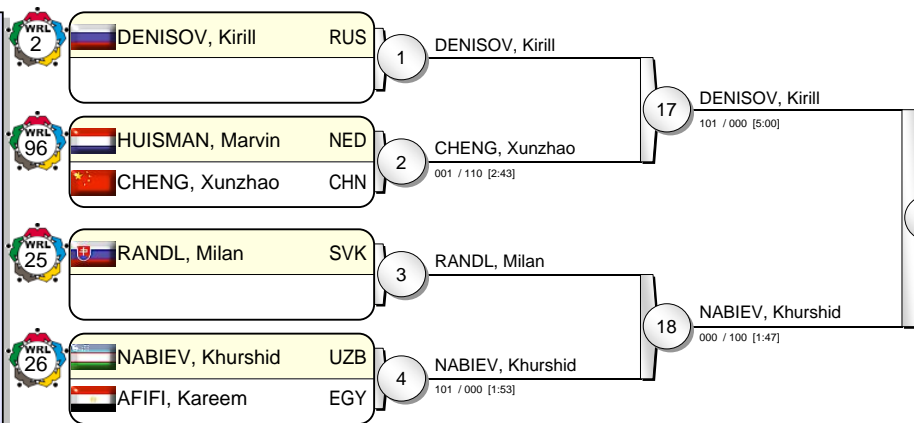 WRL
2
DENISOV, Kirill RUS
1
DENISOV, Kirill
17
DENISOV, Kirill
101 / 000 [5:00]
WRL
96
HUISMAN, Marvin NED
CHENG, Xunzhao CHN
2
CHENG, Xunzhao
001 / 110 [2:43]
WRL
25
RANDL, Milan SVK
3
RANDL, Milan
18
NABIEV, Khurshid
000 / 100 [1:47]
WRL
26
NABIEV, Khurshid UZB
AFIFI, Kareem EGY
4
NABIEV, Khurshid
101 / 000 [1:53]